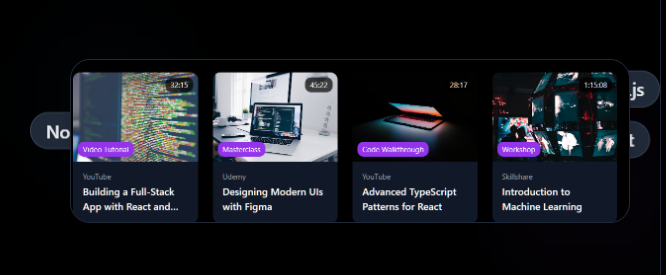 32:15
45:22
28:17
1:15:08
No
.js
t
Video Tutorial
Masterclass
Code Walkthrough
Workshop
YouTube
Udemy
YouTube
Skillshare
Building a Full-Stack
App with React and...
Designing Modern UIs
with Figma
Advanced TypeScript
Patterns for React
Introduction to
Machine Learning